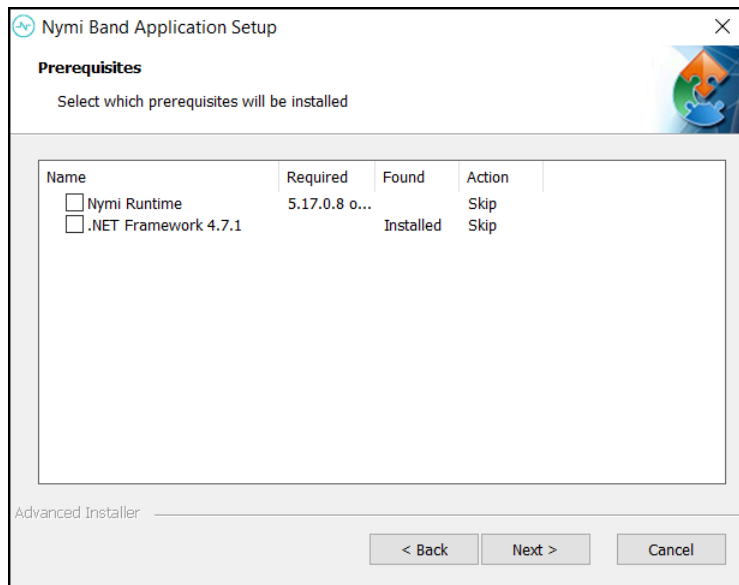 Nymi Band Application Setup
Prerequisites
Select which prerequisites will be installed
Name Required Found Action
Nymi Runtime 5.17.0.8 o... Skip
.NET Framework 4.7.1 Installed Skip
Advanced Installer
< Back Next > Cancel